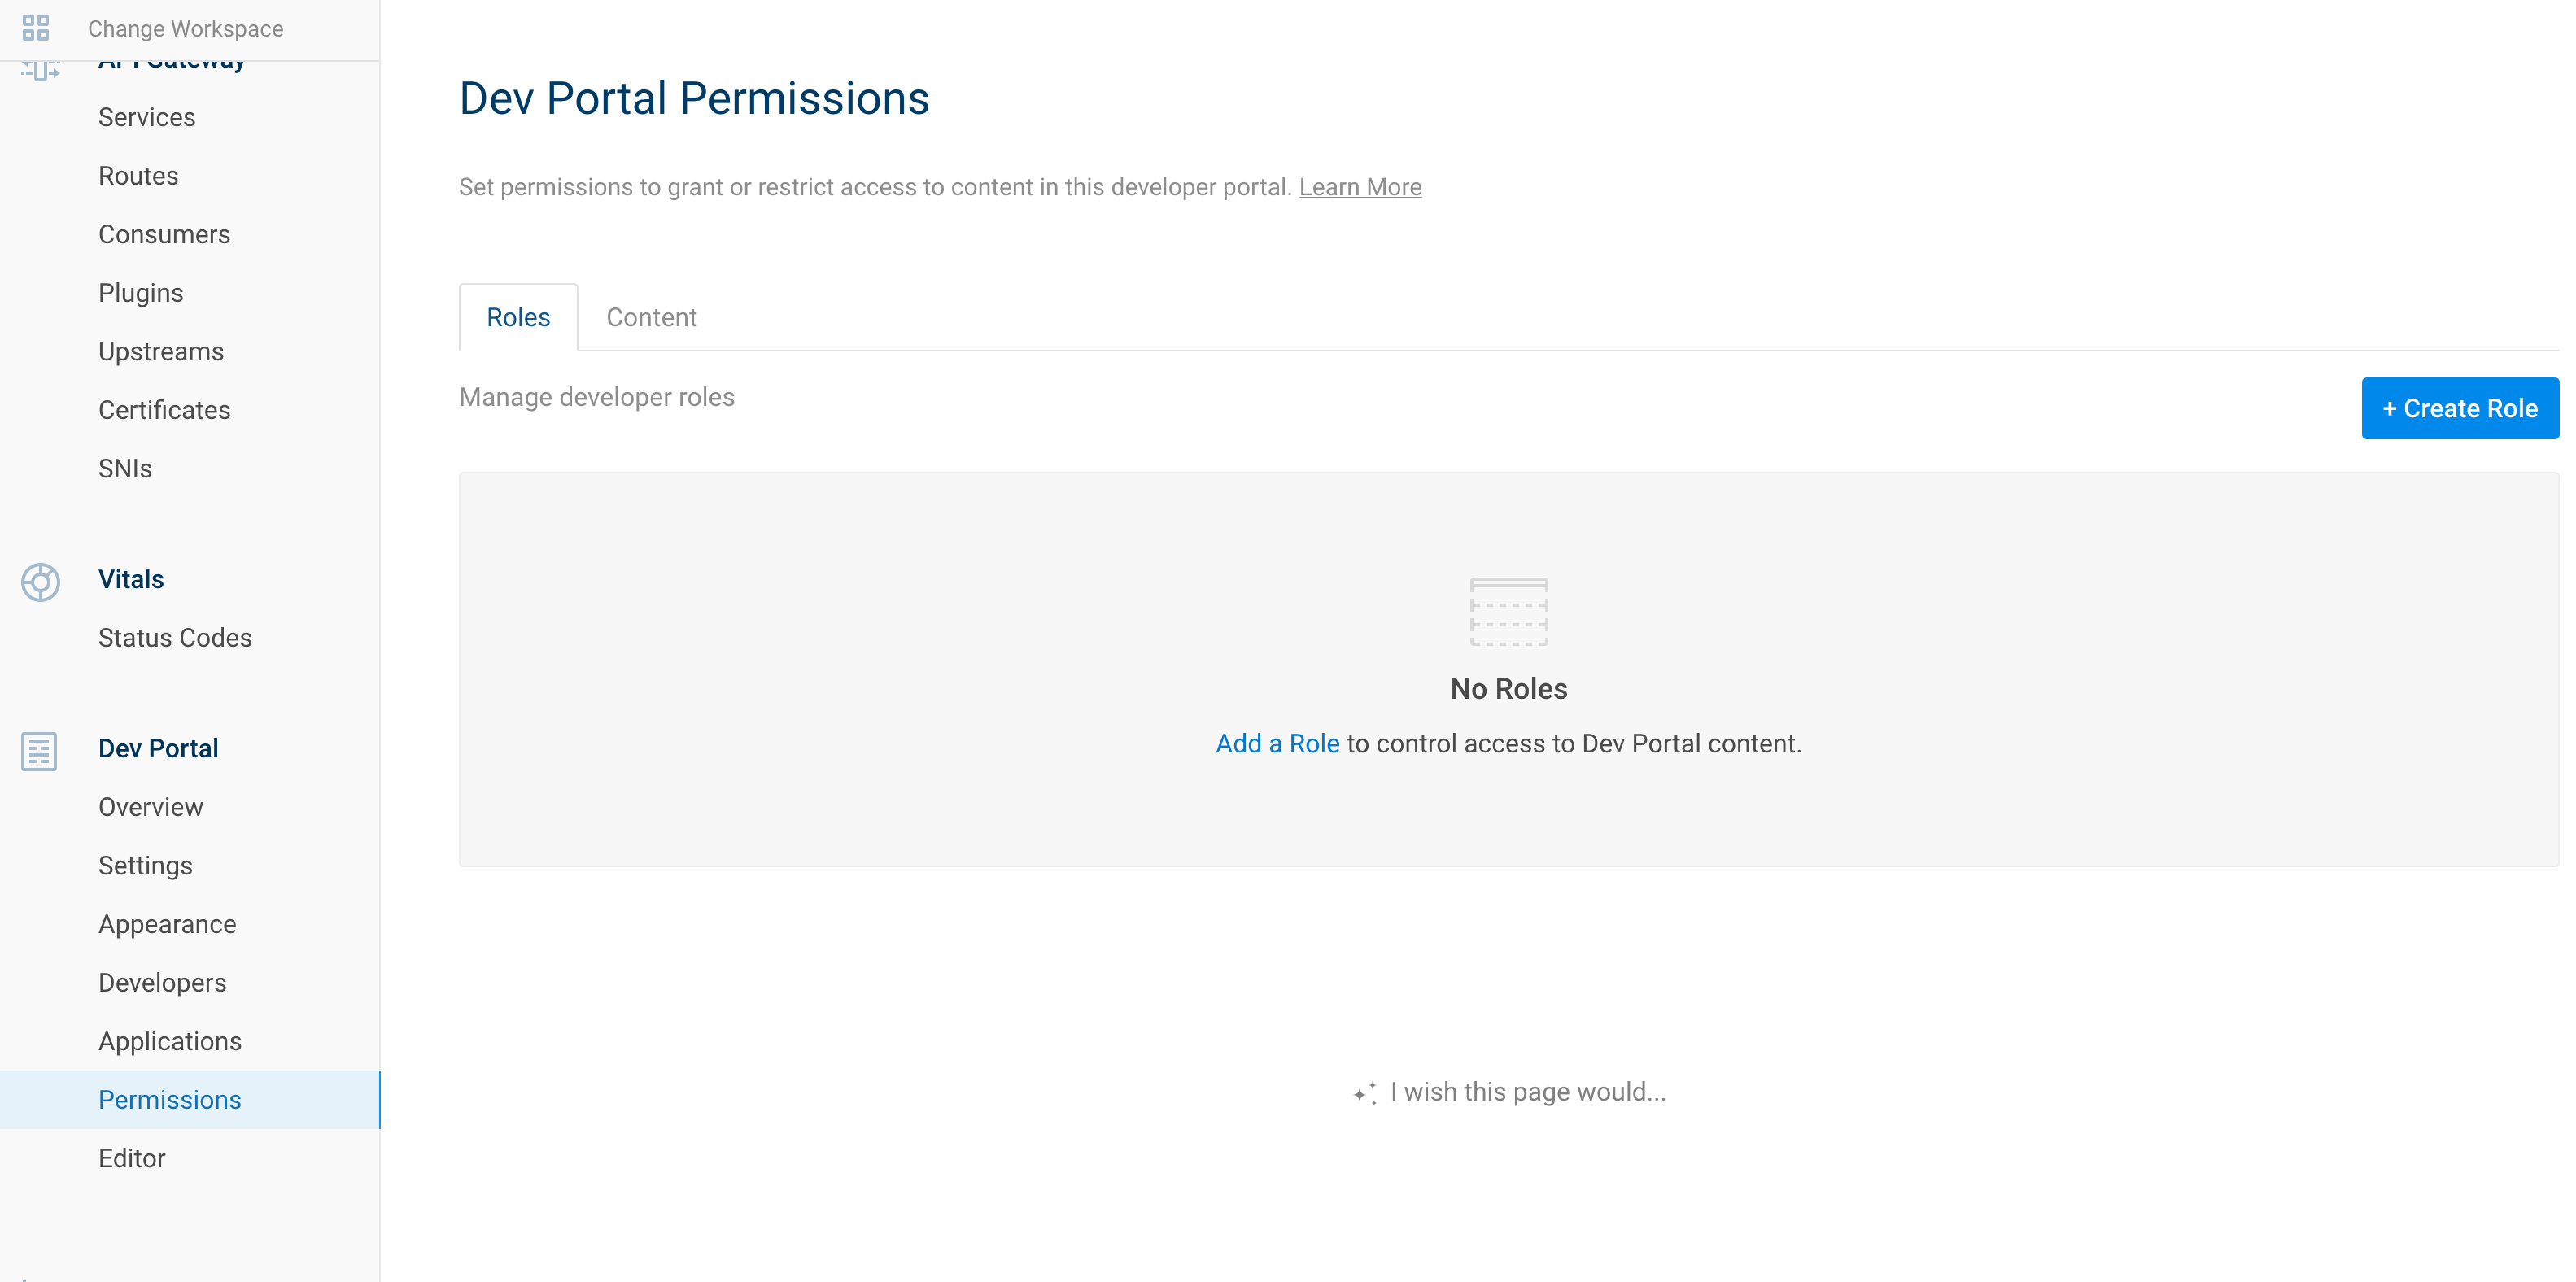 Change Workspace
API Gateway
Services
Routes
Consumers
Plugins
Upstreams
Certificates
SNIs
Vitals
Status Codes
Dev Portal
Overview
Settings
Appearance
Developers
Applications
Permissions
Editor
Dev Portal Permissions
Set permissions to grant or restrict access to content in this developer portal. Learn More
Roles
Content
Manage developer roles
+ Create Role
No Roles
Add a Role to control access to Dev Portal content.
I wish this page would...